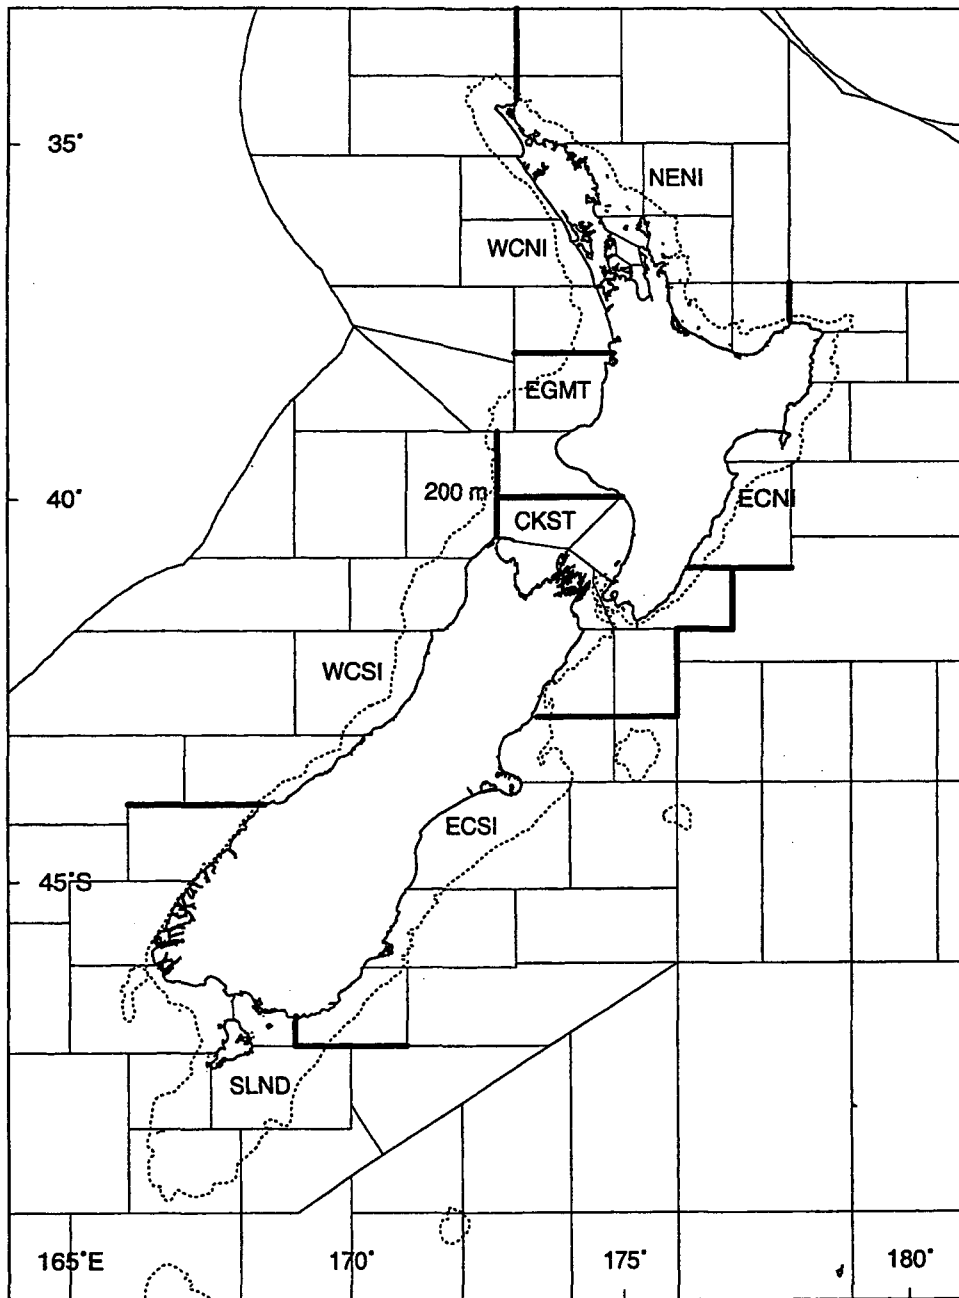 35°
NENI
WCNI
EGMT
200 m
40°
ECNI
CKST
WCSI
ECSI
45°S
SLND
165°E
170°
175°
180°